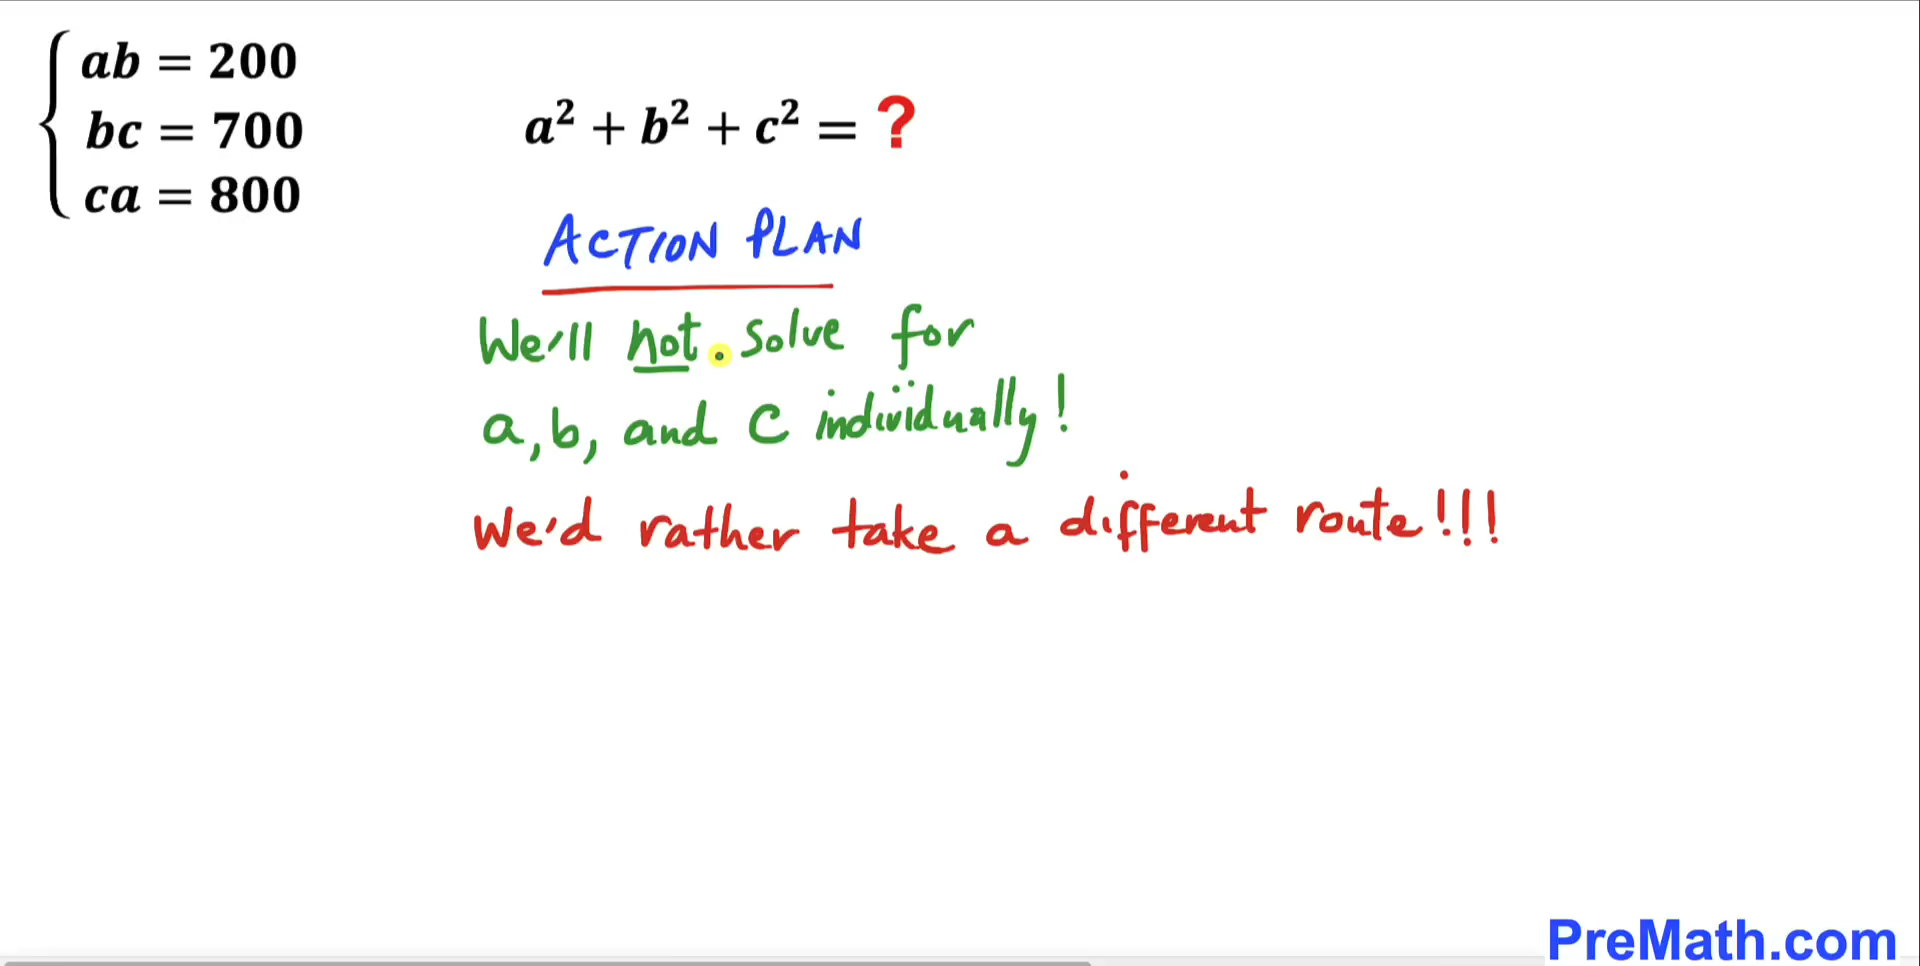 ab = 200
bc = 700
ca = 800
a² + b² + c² = ?
ACTION PLAN
We'll not solve for
a, b, and c individually!
We'd rather take a different route!!!
PreMath.com